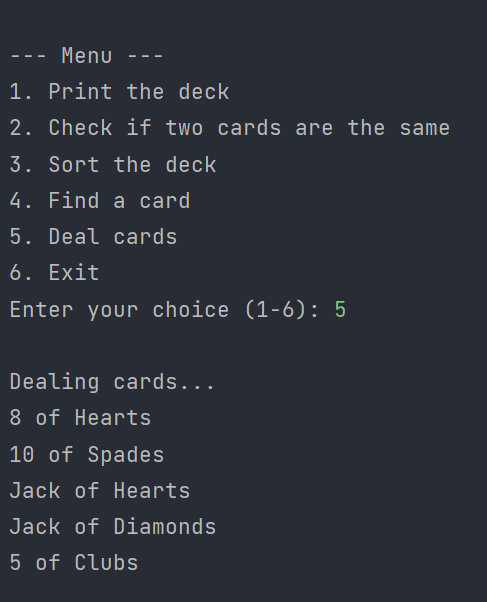 --- Menu ---
1. Print the deck
2. Check if two cards are the same
3. Sort the deck
4. Find a card
5. Deal cards
6. Exit
Enter your choice (1-6): 5
Dealing cards...
8 of Hearts
10 of Spades
Jack of Hearts
Jack of Diamonds
5 of Clubs